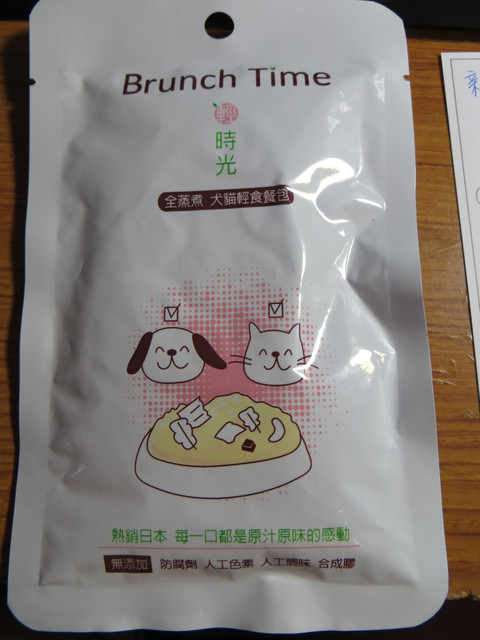 Brunch Time
輕
時光
全蒸煮 犬貓輕食餐包
熱銷日本 每一口都是原汁原味的感動
無添加 防腐劑 人工色素 人工調味 合成膠